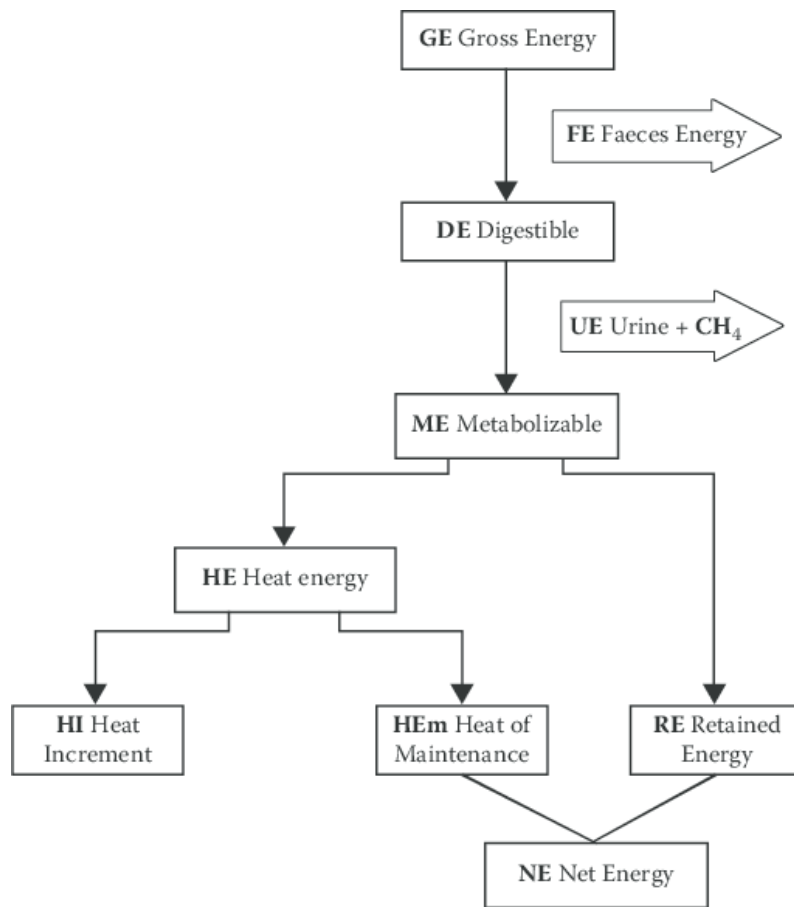 GE Gross Energy
FE Faeces Energy
DE Digestible
UE Urine + CH₄
ME Metabolizable
HE Heat energy
HI Heat
Increment
HEm Heat of
Maintenance
RE Retained
Energy
NE Net Energy